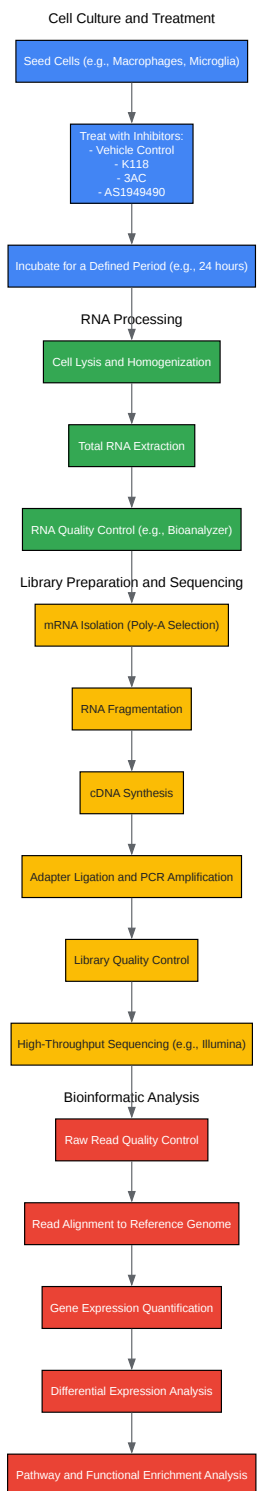 Cell Culture and Treatment
Seed Cells (e.g., Macrophages, Microglia)
Treat with Inhibitors:
- Vehicle Control
- K118
- 3AC
- AS1949490
Incubate for a Defined Period (e.g., 24 hours)
RNA Processing
Cell Lysis and Homogenization
Total RNA Extraction
RNA Quality Control (e.g., Bioanalyzer)
Library Preparation and Sequencing
mRNA Isolation (Poly-A Selection)
RNA Fragmentation
cDNA Synthesis
Adapter Ligation and PCR Amplification
Library Quality Control
High-Throughput Sequencing (e.g., Illumina)
Bioinformatic Analysis
Raw Read Quality Control
Read Alignment to Reference Genome
Gene Expression Quantification
Differential Expression Analysis
Pathway and Functional Enrichment Analysis